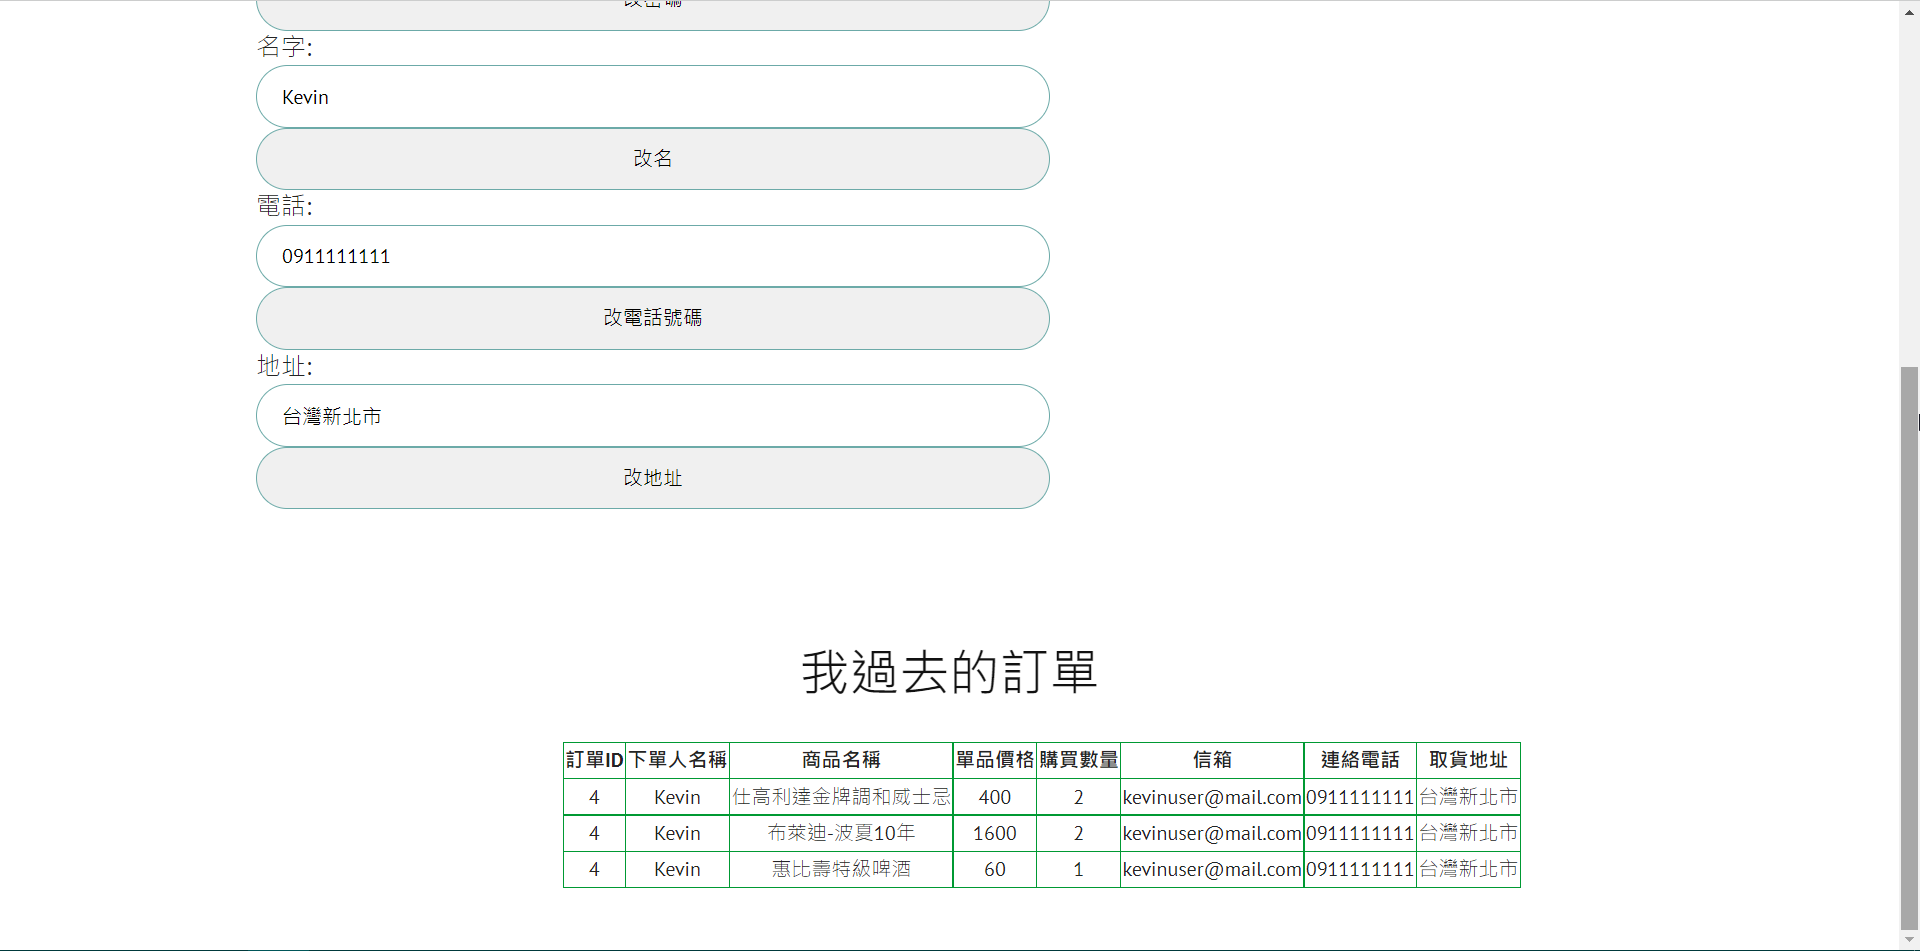 改密碼
名字:
Kevin
改名
電話:
0911111111
改電話號碼
地址:
台灣新北市
改地址
我過去的訂單
訂單ID 下單人名稱 商品名稱 單品價格 購買數量 信箱 連絡電話 取貨地址
4 Kevin 仕高利達金牌調和威士忌 400 2 kevinuser@mail.com 0911111111 台灣新北市
4 Kevin 布萊迪-波夏10年 1600 2 kevinuser@mail.com 0911111111 台灣新北市
4 Kevin 惠比壽特級啤酒 60 1 kevinuser@mail.com 0911111111 台灣新北市